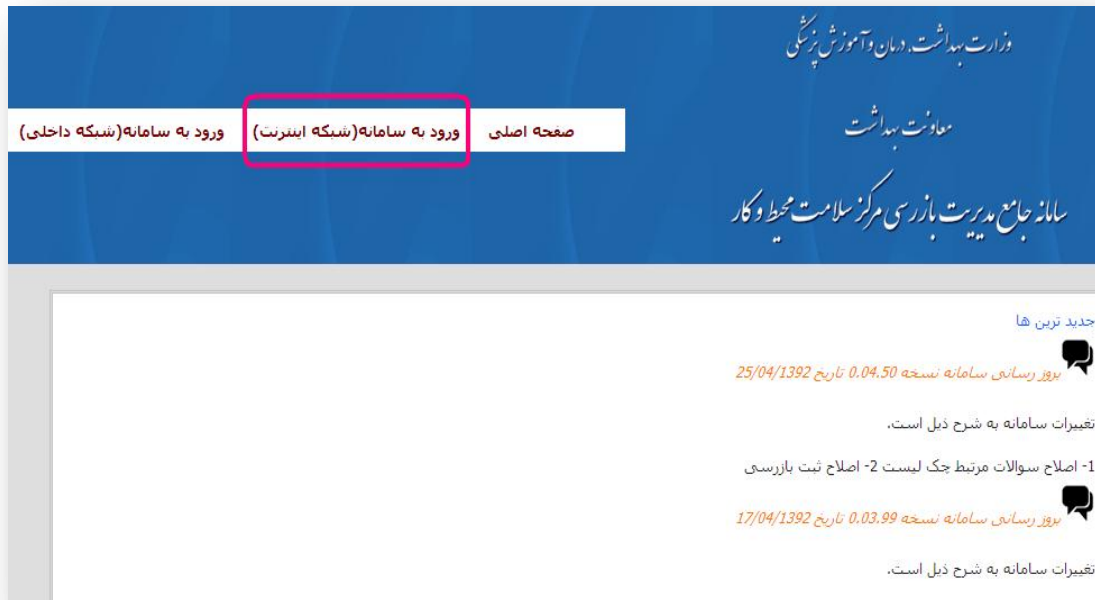 وزارت بهداشت، درمان و آموزش پزشکی
معاونت بهداشت
صفحه اصلی ورود به سامانه(شبکه اینترنت) ورود به سامانه(شبکه داخلی)
سامانه جامع مدیریت بازرسی مرکز سلامت محیط و کار
جدید ترین ها
بروز رسانی سامانه نسخه 0.04.50 تاریخ 25/04/1392
تغییرات سامانه به شرح ذیل است.
1- اصلاح سوالات مرتبط چک لیست 2- اصلاح ثبت بازرسی
بروز رسانی سامانه نسخه 0.03.99 تاریخ 17/04/1392
تغییرات سامانه به شرح ذیل است.